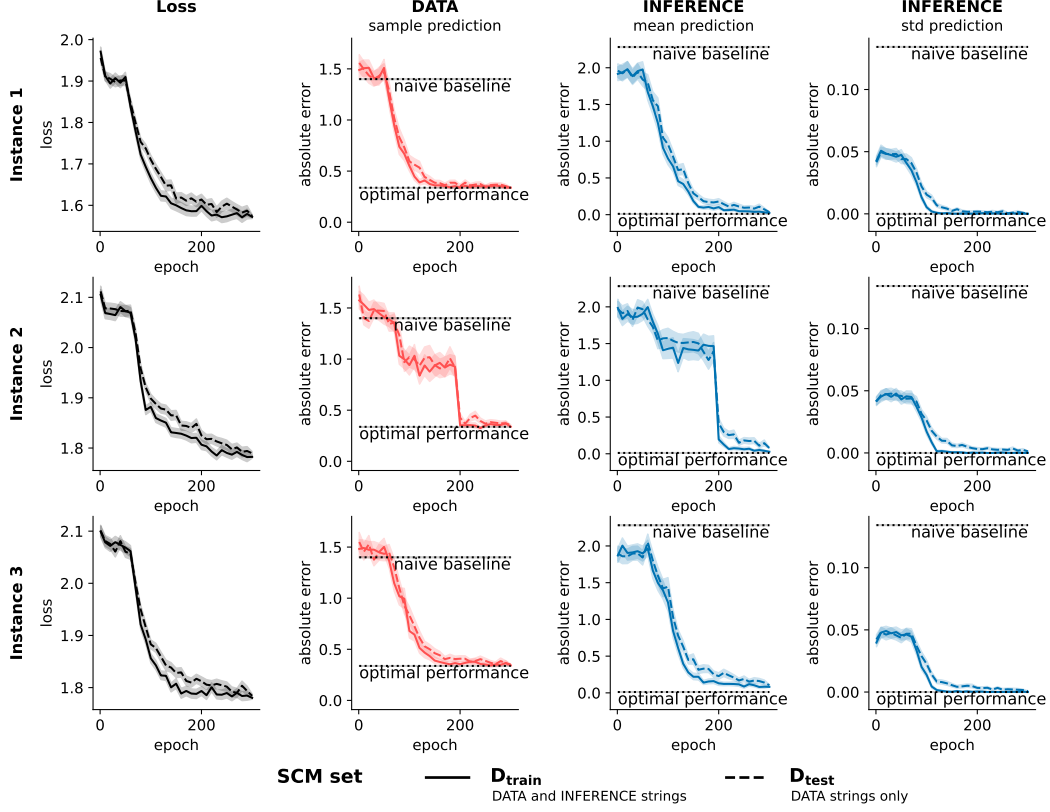 Loss
DATA
sample prediction
INFERENCE
mean prediction
INFERENCE
std prediction
Instance 1
loss
2.0
1.9
1.8
1.7
1.6
0
200
epoch
absolute error
1.5
1.0
0.5
0.0
naive baseline
optimal performance
0
200
epoch
absolute error
2.0
1.5
1.0
0.5
0.0
naive baseline
optimal performance
0
200
epoch
absolute error
0.10
0.05
0.00
naive baseline
optimal performance
0
200
epoch
Instance 2
loss
2.1
2.0
1.9
1.8
0
200
epoch
absolute error
1.5
1.0
0.5
0.0
naive baseline
optimal performance
0
200
epoch
absolute error
2.0
1.5
1.0
0.5
0.0
naive baseline
optimal performance
0
200
epoch
absolute error
0.10
0.05
0.00
naive baseline
optimal performance
0
200
epoch
Instance 3
loss
2.1
2.0
1.9
1.8
0
200
epoch
absolute error
1.5
1.0
0.5
0.0
naive baseline
optimal performance
0
200
epoch
absolute error
2.0
1.5
1.0
0.5
0.0
naive baseline
optimal performance
0
200
epoch
absolute error
0.10
0.05
0.00
naive baseline
optimal performance
0
200
epoch
SCM set
D_train
DATA and INFERENCE strings
D_test
DATA strings only